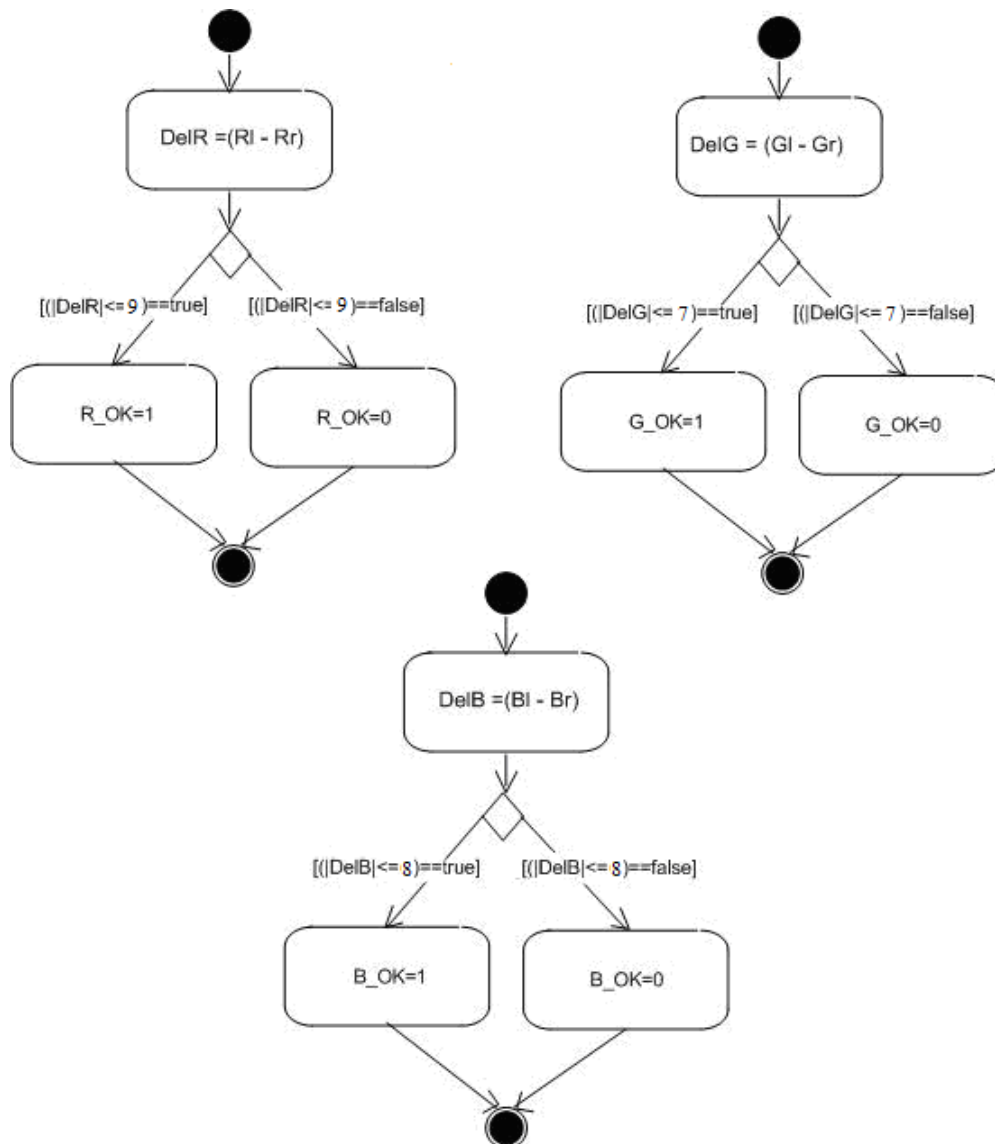 DelR =(Rl - Rr)
[(|DelR|<= 9)==true]
[(|DelR|<= 9)==false]
R_OK=1
R_OK=0
DelG = (Gl - Gr)
[(|DelG|<= 7)==true]
[(|DelG|<= 7)==false]
G_OK=1
G_OK=0
DelB =(Bl - Br)
[(|DelB|<= 8)==true]
[(|DelB|<= 8)==false]
B_OK=1
B_OK=0